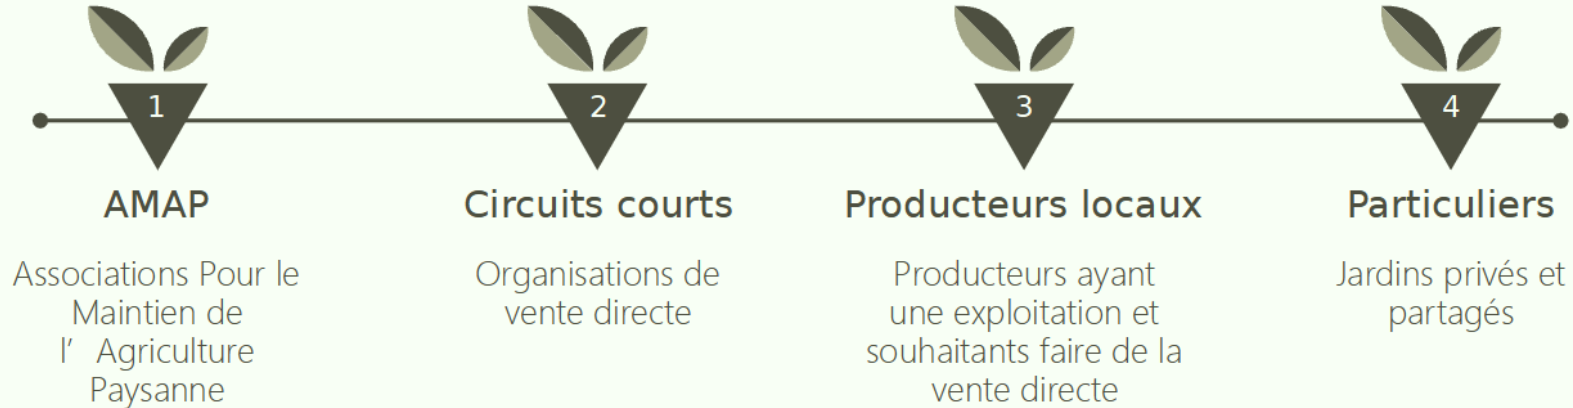 1
AMAP
Associations Pour le
Maintien de
l’ Agriculture
Paysanne
2
Circuits courts
Organisations de
vente directe
3
Producteurs locaux
Producteurs ayant
une exploitation et
souhaitants faire de la
vente directe
4
Particuliers
Jardins privés et
partagés